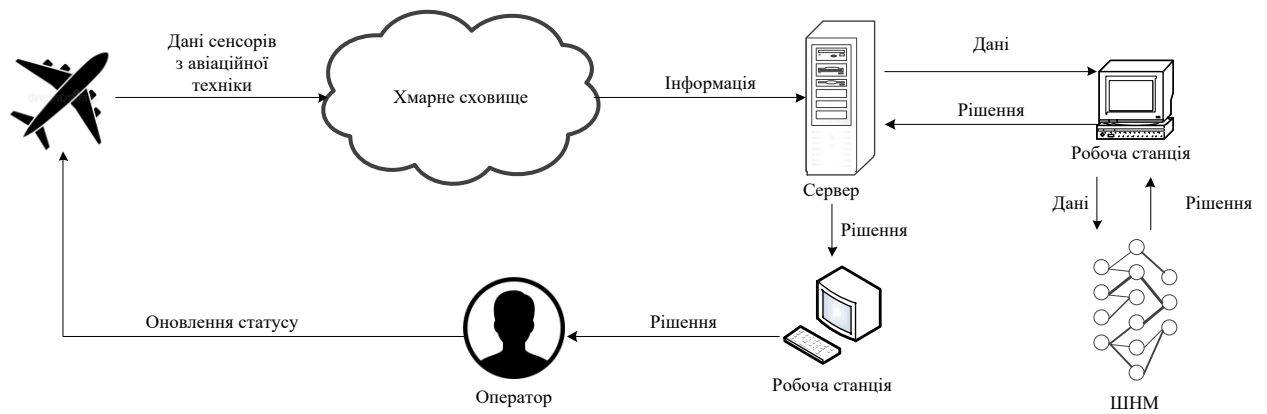 Дані сенсорів
з авіаційної
техніки
Хмарне сховище
Інформація
Дані
Рішення
Робоча станція
Сервер
Дані
Рішення
Рішення
Оновлення статусу
Рішення
Оператор
Робоча станція
ШНМ